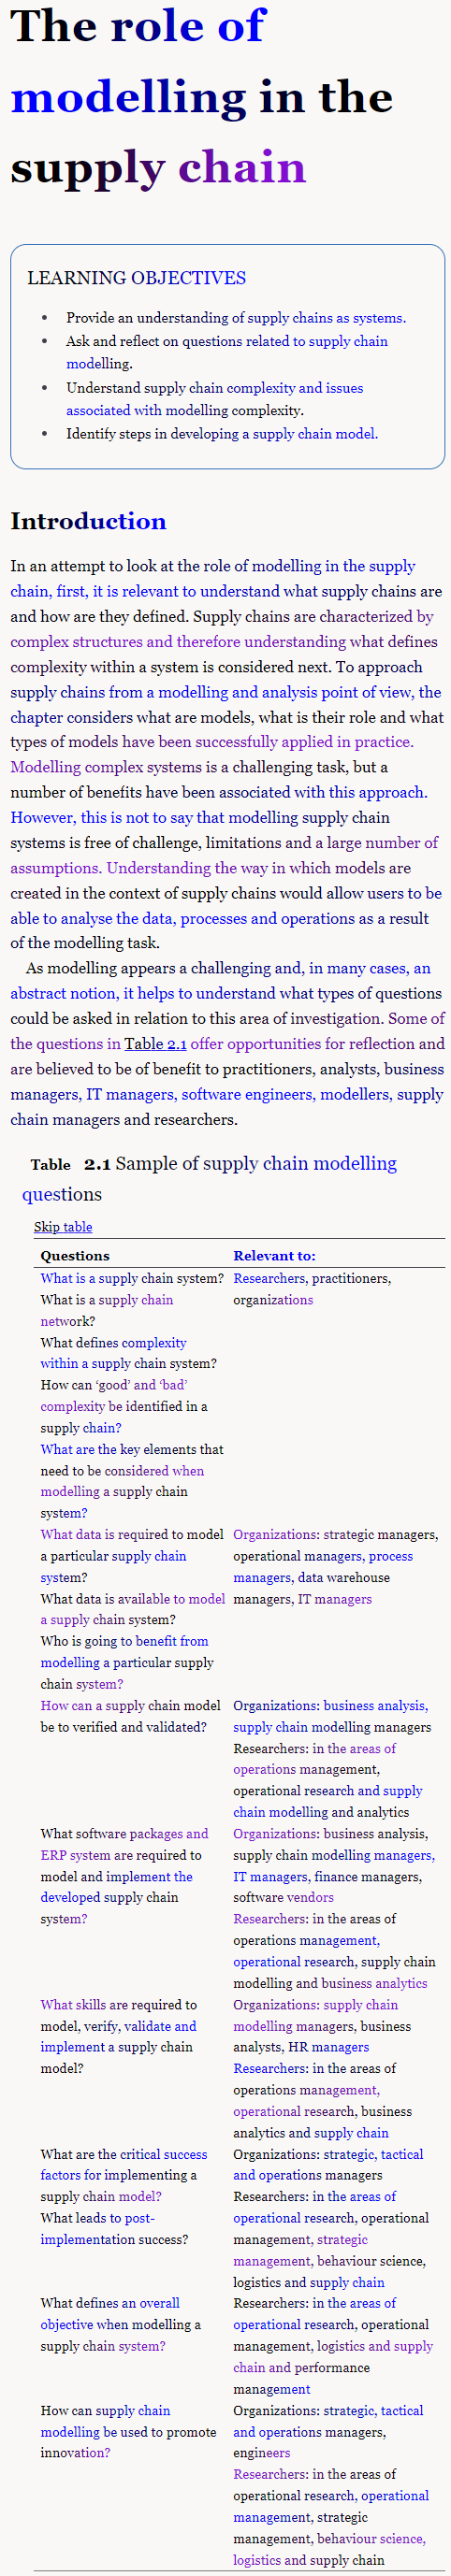 The role of
modelling in the
supply chain
LEARNING OBJECTIVES
• Provide an understanding of supply chains as systems.
• Ask and reflect on questions related to supply chain
modelling.
• Understand supply chain complexity and issues
associated with modelling complexity.
• Identify steps in developing a supply chain model.
Introduction
In an attempt to look at the role of modelling in the supply
chain, first, it is relevant to understand what supply chains are
and how are they defined. Supply chains are characterized by
complex structures and therefore understanding what defines
complexity within a system is considered next. To approach
supply chains from a modelling and analysis point of view, the
chapter considers what are models, what is their role and what
types of models have been successfully applied in practice.
Modelling complex systems is a challenging task, but a
number of benefits have been associated with this approach.
However, this is not to say that modelling supply chain
systems is free of challenge, limitations and a large number of
assumptions. Understanding the way in which models are
created in the context of supply chains would allow users to be
able to analyse the data, processes and operations as a result
of the modelling task.
As modelling appears a challenging and, in many cases, an
abstract notion, it helps to understand what types of questions
could be asked in relation to this area of investigation. Some of
the questions in Table 2.1 offer opportunities for reflection and
are believed to be of benefit to practitioners, analysts, business
managers, IT managers, software engineers, modellers, supply
chain managers and researchers.
Table 2.1 Sample of supply chain modelling
questions
Skip table
Questions Relevant to:
What is a supply chain system? Researchers, practitioners,
What is a supply chain organizations
network?
What defines complexity
within a supply chain system?
How can ‘good’ and ‘bad’
complexity be identified in a
supply chain?
What are the key elements that
need to be considered when
modelling a supply chain
system?
What data is required to model Organizations: strategic managers,
a particular supply chain operational managers, process
system? managers, data warehouse
What data is available to model managers, IT managers
a supply chain system?
Who is going to benefit from
modelling a particular supply
chain system?
How can a supply chain model Organizations: business analysis,
be to verified and validated? supply chain modelling managers
Researchers: in the areas of
operations management,
operational research and supply
chain modelling and analytics
What software packages and Organizations: business analysis,
ERP system are required to supply chain modelling managers,
model and implement the IT managers, finance managers,
developed supply chain software vendors
system? Researchers: in the areas of
operations management,
operational research, supply chain
modelling and business analytics
What skills are required to Organizations: supply chain
model, verify, validate and modelling managers, business
implement a supply chain analysts, HR managers
model? Researchers: in the areas of
operations management,
operational research, business
analytics and supply chain
What are the critical success Organizations: strategic, tactical
factors for implementing a and operations managers
supply chain model? Researchers: in the areas of
What leads to post- operational research, operational
implementation success? management, strategic
management, behaviour science,
logistics and supply chain
What defines an overall Researchers: in the areas of
objective when modelling a operational research, operational
supply chain system? management, logistics and supply
chain and performance
management
How can supply chain Organizations: strategic, tactical
modelling be used to promote and operations managers,
innovation? engineers
Researchers: in the areas of
operational research, operational
management, strategic
management, behaviour science,
logistics and supply chain